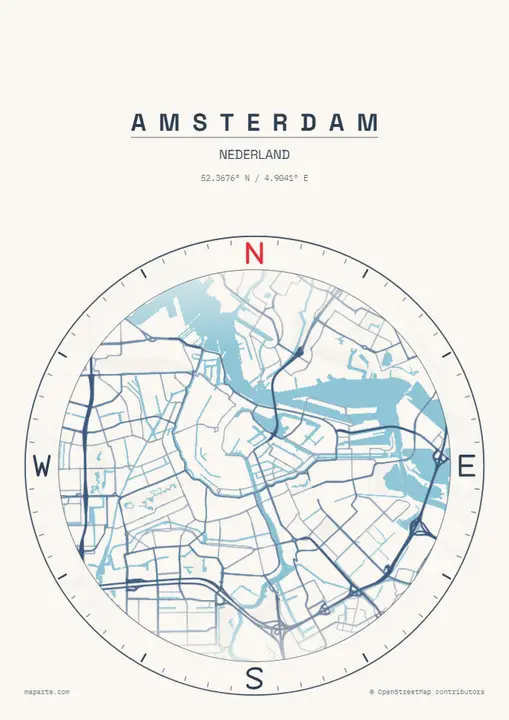 AMSTERDAM
NEDERLAND
52.3676° N / 4.9041° E
N
W E
S
maparte.com © OpenStreetMap contributors